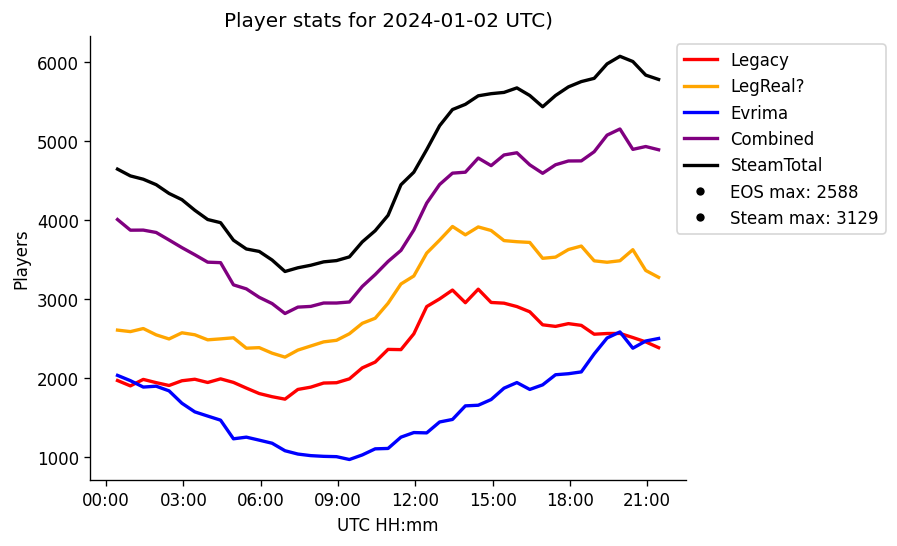 Player stats for 2024-01-02 UTC)
6000
5000
4000
3000
2000
1000
Players
00:00 03:00 06:00 09:00 12:00 15:00 18:00 21:00
UTC HH:mm
Legacy
LegReal?
Evrima
Combined
SteamTotal
EOS max: 2588
Steam max: 3129